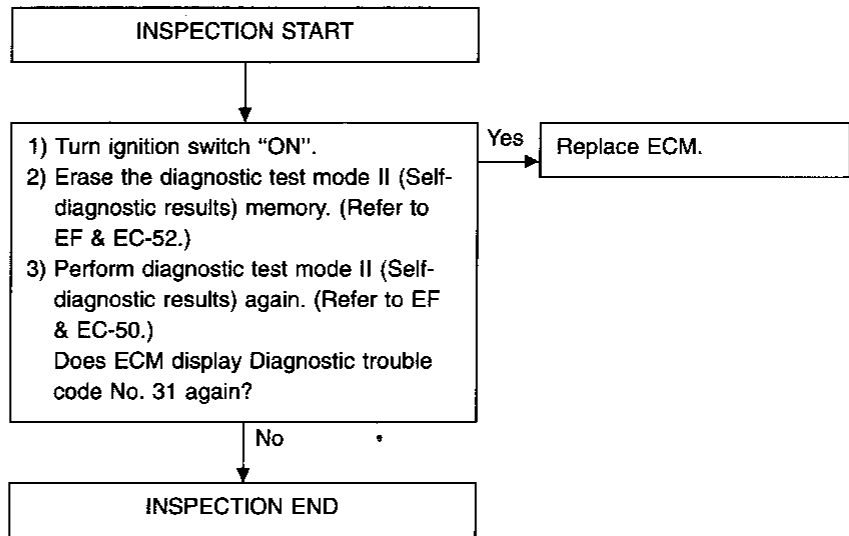 INSPECTION START
1) Turn ignition switch “ON”.
2) Erase the diagnostic test mode II (Self-
diagnostic results) memory. (Refer to
EF & EC-52.)
3) Perform diagnostic test mode II (Self-
diagnostic results) again. (Refer to EF
& EC-50.)
Does ECM display Diagnostic trouble
code No. 31 again?
Yes
Replace ECM.
No
INSPECTION END